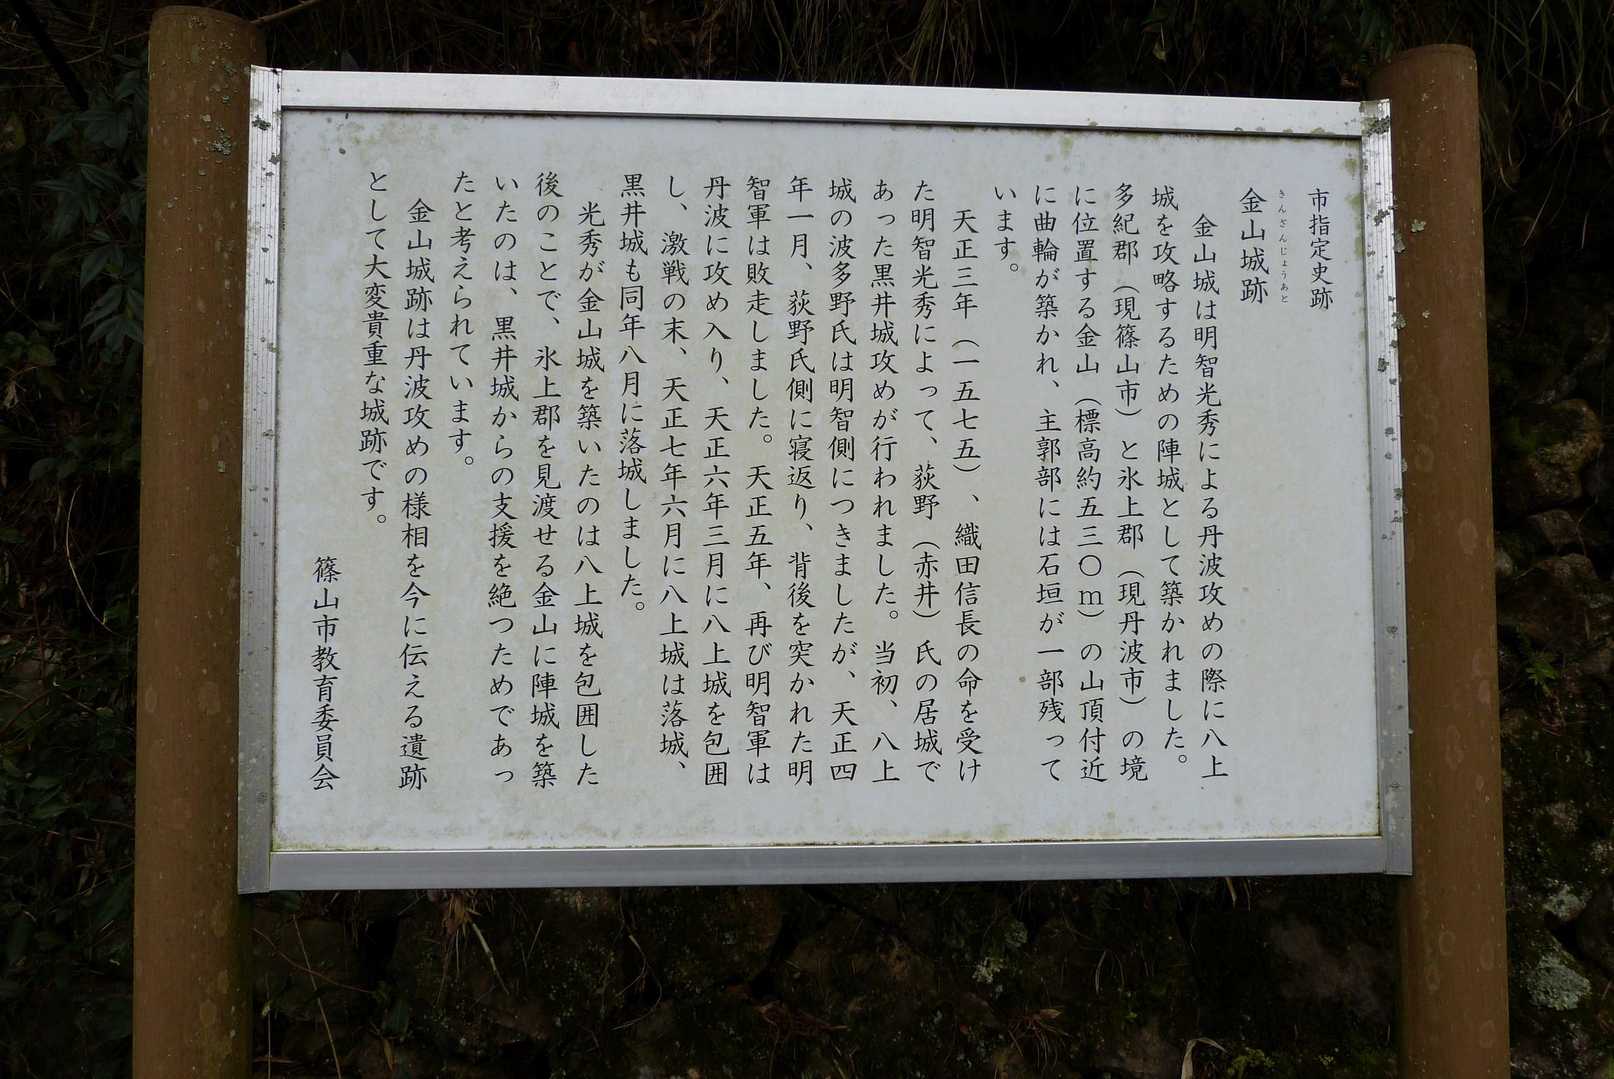 市指定史跡
きんざんじょうあと
金山城跡
金山城は明智光秀による丹波攻めの際に八上
城を攻略するための陣城として築かれました。
多紀郡（現篠山市）と氷上郡（現丹波市）の境
に位置する金山（標高約五三〇ｍ）の山頂付近
に曲輪が築かれ、主郭部には石垣が一部残って
います。
天正三年（一五七五）、織田信長の命を受け
た明智光秀によって、荻野（赤井）氏の居城で
あった黒井城攻めが行われました。当初、八上
城の波多野氏は明智側につきましたが、天正四
年一月、荻野氏側に寝返り、背後を突かれた明
智軍は敗走しました。天正五年、再び明智軍は
丹波に攻め入り、天正六年三月に八上城を包囲
し、激戦の末、天正七年六月に八上城は落城、
黒井城も同年八月に落城しました。
光秀が金山城を築いたのは八上城を包囲した
後のことで、氷上郡を見渡せる金山に陣城を築
いたのは、黒井城からの支援を絶つためであっ
たと考えられています。
金山城跡は丹波攻めの様相を今に伝える遺跡
として大変貴重な城跡です。
篠山市教育委員会